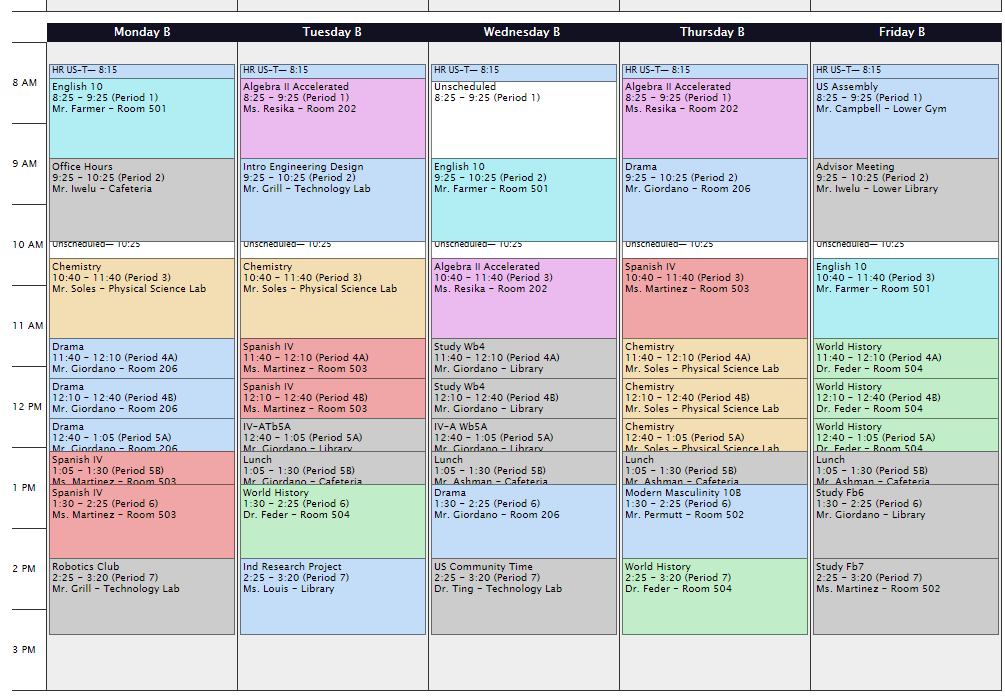 Monday B
Tuesday B
Wednesday B
Thursday B
Friday B
8 AM
9 AM
10 AM
11 AM
12 PM
1 PM
2 PM
3 PM
HR US-T— 8:15
English 10
8:25 - 9:25 (Period 1)
Mr. Farmer - Room 501
Office Hours
9:25 - 10:25 (Period 2)
Mr. Iwelu - Cafeteria
Unscheduled— 10:25
Chemistry
10:40 - 11:40 (Period 3)
Mr. Soles - Physical Science Lab
Drama
11:40 - 12:10 (Period 4A)
Mr. Giordano - Room 206
Drama
12:10 - 12:40 (Period 4B)
Mr. Giordano - Room 206
Drama
12:40 - 1:05 (Period 5A)
Mr. Giordano - Room 206
Spanish IV
1:05 - 1:30 (Period 5B)
Ms. Martinez - Room 503
Spanish IV
1:30 - 2:25 (Period 6)
Ms. Martinez - Room 503
Robotics Club
2:25 - 3:20 (Period 7)
Mr. Grill - Technology Lab
HR US-T— 8:15
Algebra II Accelerated
8:25 - 9:25 (Period 1)
Ms. Resika - Room 202
Intro Engineering Design
9:25 - 10:25 (Period 2)
Mr. Grill - Technology Lab
Unscheduled— 10:25
Chemistry
10:40 - 11:40 (Period 3)
Mr. Soles - Physical Science Lab
Spanish IV
11:40 - 12:10 (Period 4A)
Ms. Martinez - Room 503
Spanish IV
12:10 - 12:40 (Period 4B)
Ms. Martinez - Room 503
IV-ATb5A
12:40 - 1:05 (Period 5A)
Mr. Giordano - Library
Lunch
1:05 - 1:30 (Period 5B)
Mr. Giordano - Cafeteria
World History
1:30 - 2:25 (Period 6)
Dr. Feder - Room 504
Ind Research Project
2:25 - 3:20 (Period 7)
Ms. Louis - Library
HR US-T— 8:15
Unscheduled
8:25 - 9:25 (Period 1)
English 10
9:25 - 10:25 (Period 2)
Mr. Farmer - Room 501
Unscheduled— 10:25
Algebra II Accelerated
10:40 - 11:40 (Period 3)
Ms. Resika - Room 202
Study Wb4
11:40 - 12:10 (Period 4A)
Mr. Giordano - Library
Study Wb4
12:10 - 12:40 (Period 4B)
Mr. Giordano - Library
IV-A Wb5A
12:40 - 1:05 (Period 5A)
Mr. Giordano - Library
Lunch
1:05 - 1:30 (Period 5B)
Mr. Ashman - Cafeteria
Drama
1:30 - 2:25 (Period 6)
Mr. Giordano - Room 206
US Community Time
2:25 - 3:20 (Period 7)
Dr. Ting - Technology Lab
HR US-T— 8:15
Algebra II Accelerated
8:25 - 9:25 (Period 1)
Ms. Resika - Room 202
Drama
9:25 - 10:25 (Period 2)
Mr. Giordano - Room 206
Unscheduled— 10:25
Spanish IV
10:40 - 11:40 (Period 3)
Ms. Martinez - Room 503
Chemistry
11:40 - 12:10 (Period 4A)
Mr. Soles - Physical Science Lab
Chemistry
12:10 - 12:40 (Period 4B)
Mr. Soles - Physical Science Lab
Chemistry
12:40 - 1:05 (Period 5A)
Mr. Soles - Physical Science Lab
Lunch
1:05 - 1:30 (Period 5B)
Mr. Ashman - Cafeteria
Modern Masculinity 10B
1:30 - 2:25 (Period 6)
Mr. Permutt - Room 502
World History
2:25 - 3:20 (Period 7)
Dr. Feder - Room 504
HR US-T— 8:15
US Assembly
8:25 - 9:25 (Period 1)
Mr. Campbell - Lower Gym
Advisor Meeting
9:25 - 10:25 (Period 2)
Mr. Iwelu - Lower Library
Unscheduled— 10:25
English 10
10:40 - 11:40 (Period 3)
Mr. Farmer - Room 501
World History
11:40 - 12:10 (Period 4A)
Dr. Feder - Room 504
World History
12:10 - 12:40 (Period 4B)
Dr. Feder - Room 504
World History
12:40 - 1:05 (Period 5A)
Dr. Feder - Room 504
Lunch
1:05 - 1:30 (Period 5B)
Mr. Ashman - Cafeteria
Study Fb6
1:30 - 2:25 (Period 6)
Mr. Giordano - Library
Study Fb7
2:25 - 3:20 (Period 7)
Ms. Martinez - Room 502